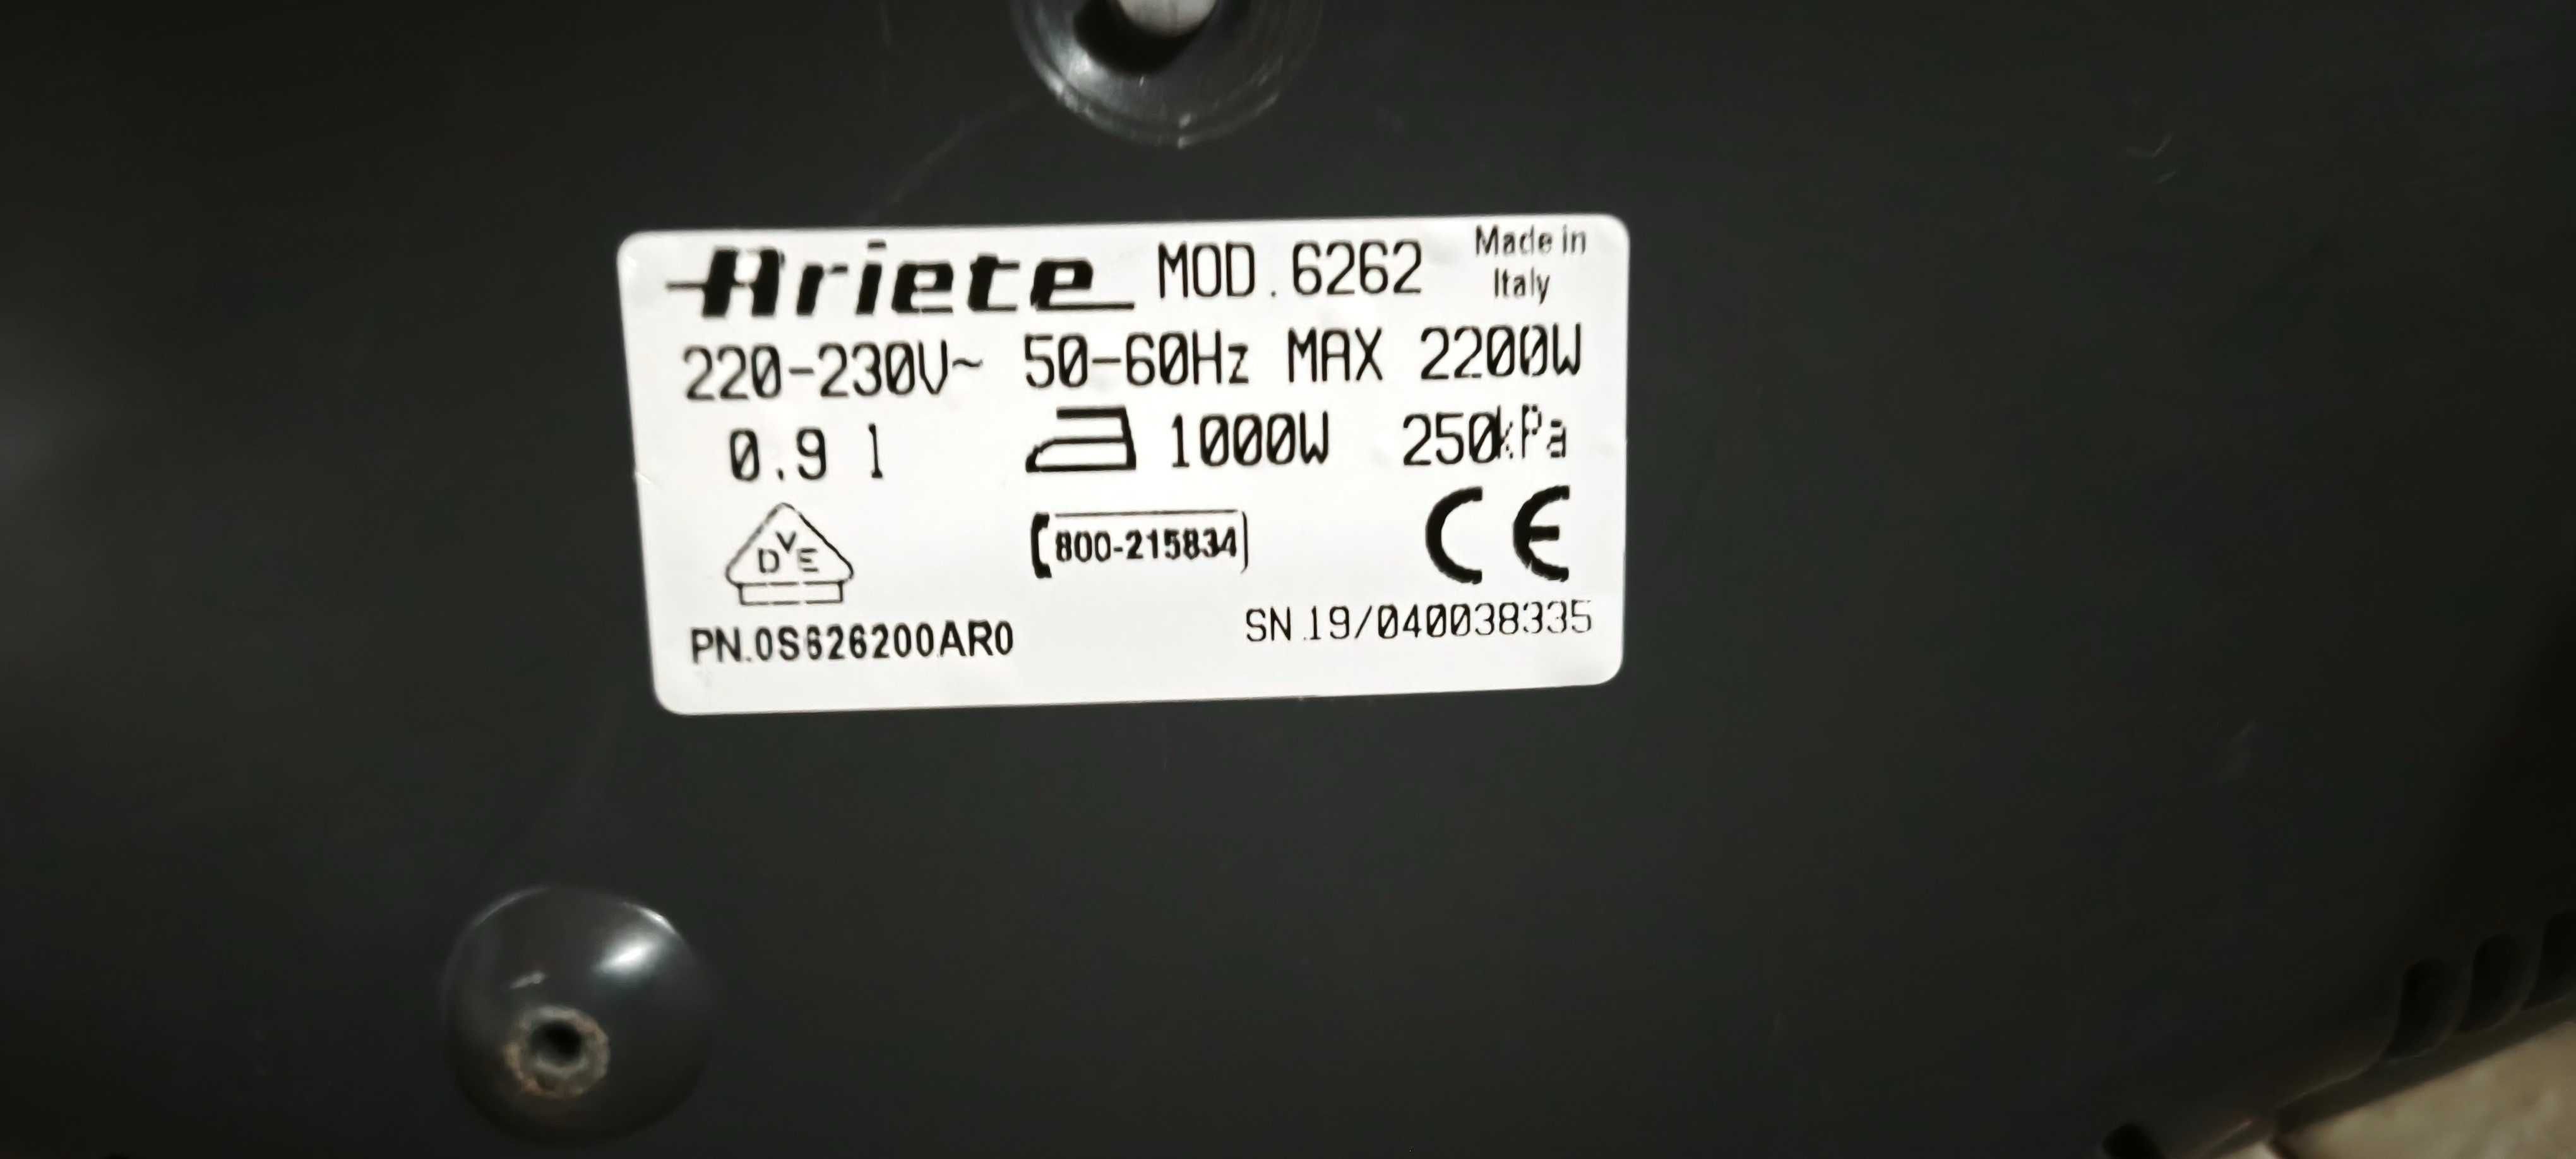 Ariete MOD.6262 Made in Italy
220-230V~ 50-60Hz MAX 2200W
0.9 l 1000W 250kPa
DVE
800-215834
CE
PN.0S626200AR0 SN.19/040038335